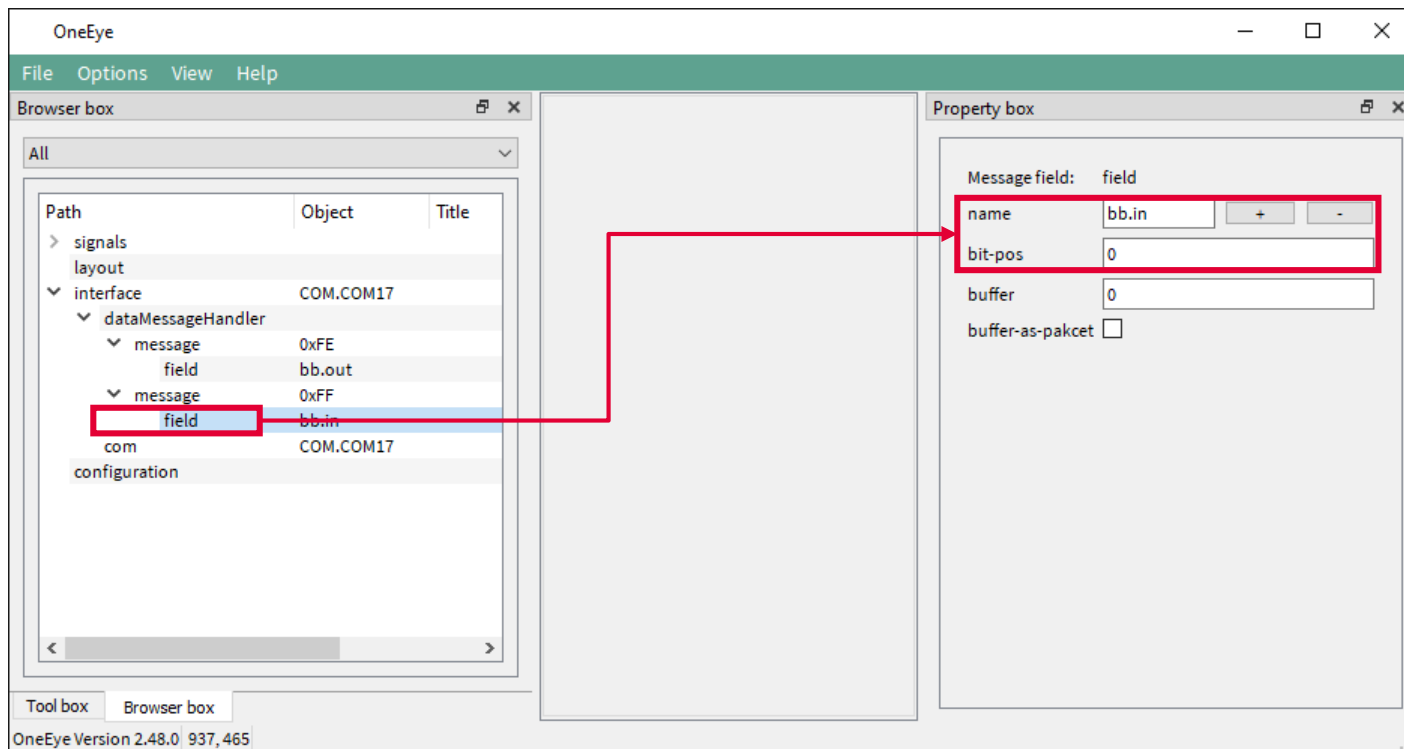 OneEye
File Options View Help
Browser box
All
Path Object Title
signals
layout
interface COM.COM17
dataMessageHandler
message 0xFE
field bb.out
message 0xFF
field bb.in
com COM.COM17
configuration
Tool box Browser box
OneEye Version 2.48.0 937, 465
Property box
Message field: field
name bb.in + -
bit-pos 0
buffer 0
buffer-as-pakcet